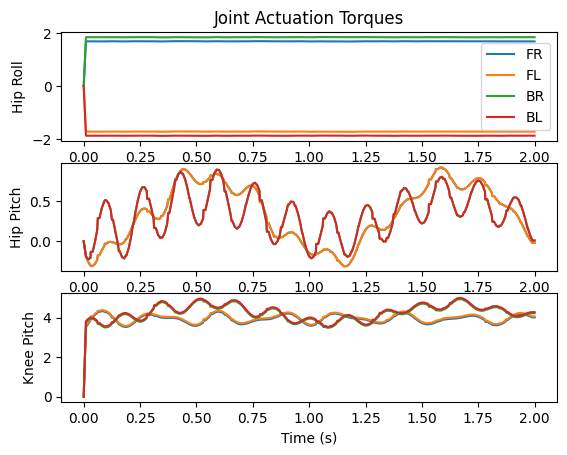 Joint Actuation Torques
Hip Roll
2
0
−2
FR
FL
BR
BL
0.00 0.25 0.50 0.75 1.00 1.25 1.50 1.75 2.00
Hip Pitch
0.5
0.0
0.00 0.25 0.50 0.75 1.00 1.25 1.50 1.75 2.00
Knee Pitch
4
2
0
0.00 0.25 0.50 0.75 1.00 1.25 1.50 1.75 2.00
Time (s)